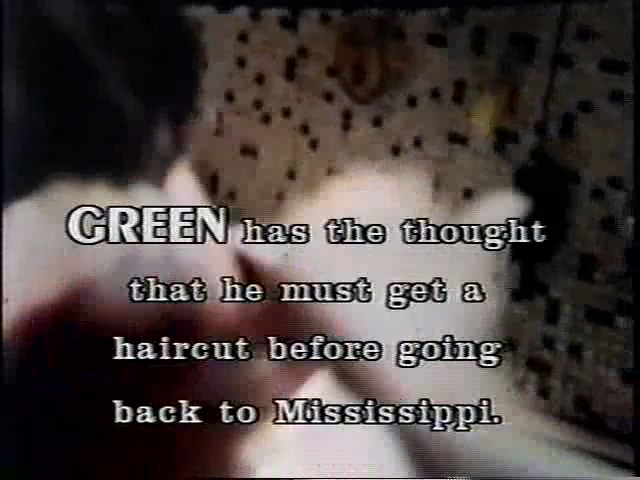 GREEN has the thought
that he must get a
haircut before going
back to Mississippi.